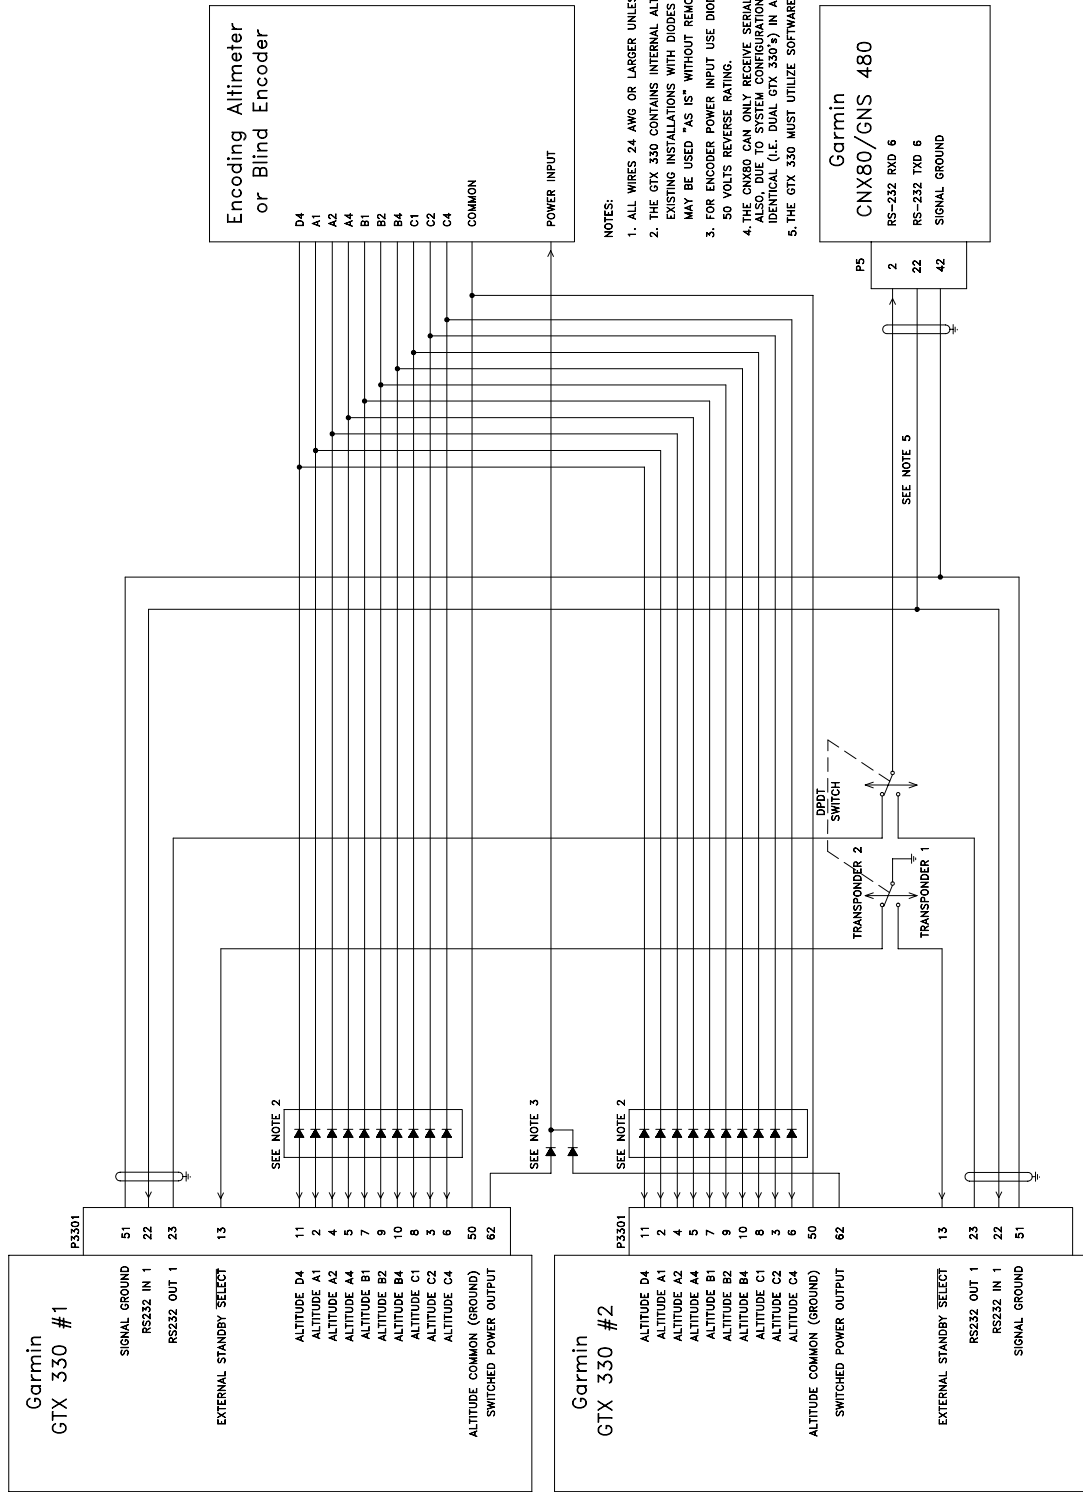 Garmin
GTX 330 #1
P3301
SIGNAL GROUND 51
RS232 IN 1 22
RS232 OUT 1 23
EXTERNAL STANDBY SELECT 13
ALTITUDE D4 11
ALTITUDE A1 2
ALTITUDE A2 4
ALTITUDE A4 5
ALTITUDE B1 7
ALTITUDE B2 9
ALTITUDE B4 10
ALTITUDE C1 8
ALTITUDE C2 3
ALTITUDE C4 6
ALTITUDE COMMON (GROUND) 50
SWITCHED POWER OUTPUT 62
SEE NOTE 2
SEE NOTE 3
Garmin
GTX 330 #2
P3301
ALTITUDE D4 11
ALTITUDE A1 2
ALTITUDE A2 4
ALTITUDE A4 5
ALTITUDE B1 7
ALTITUDE B2 9
ALTITUDE B4 10
ALTITUDE C1 8
ALTITUDE C2 3
ALTITUDE C4 6
ALTITUDE COMMON (GROUND) 50
SWITCHED POWER OUTPUT 62
EXTERNAL STANDBY SELECT 13
RS232 OUT 1 23
RS232 IN 1 22
SIGNAL GROUND 51
SEE NOTE 2
TRANSPONDER 2
TRANSPONDER 1
DPDT
SWITCH
SEE NOTE 5
Encoding Altimeter
or Blind Encoder
D4
A1
A2
A4
B1
B2
B4
C1
C2
C4
COMMON
POWER INPUT
NOTES:
1. ALL WIRES 24 AWG OR LARGER
2. THE GTX 330 CONTAINS INTERNAL
EXISTING INSTALLATIONS WITH DIODES
MAY BE USED "AS IS" WITHOUT
3. FOR ENCODER POWER INPUT USE
50 VOLTS REVERSE RATING.
4. THE CNX80 CAN ONLY RECEIVE SERIAL
ALSO, DUE TO SYSTEM CONFIGURATION
IDENTICAL (I.E. DUAL GTX 330's) IN
5. THE GTX 330 MUST UTILIZE SOFTWARE
Garmin
CNX80/GNS 480
P5
2 RS-232 RXD 6
22 RS-232 TXD 6
42 SIGNAL GROUND